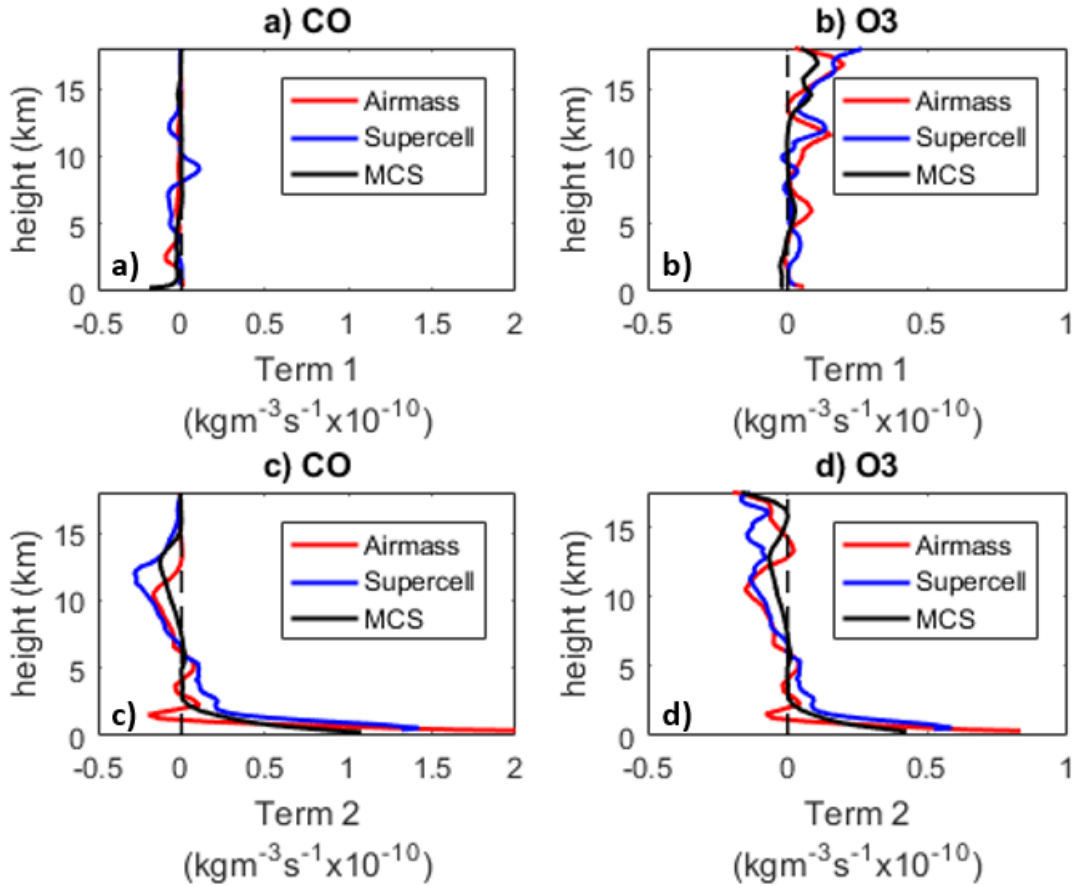 a) CO
b) O3
height (km)
15
10
5
0
Airmass
Supercell
MCS
a)
-0.5 0 0.5 1 1.5 2
Term 1
(kgm⁻³s⁻¹x10⁻¹⁰)
height (km)
15
10
5
0
Airmass
Supercell
MCS
b)
-0.5 0 0.5 1
Term 1
(kgm⁻³s⁻¹x10⁻¹⁰)
c) CO
d) O3
height (km)
15
10
5
0
Airmass
Supercell
MCS
c)
-0.5 0 0.5 1 1.5 2
Term 2
(kgm⁻³s⁻¹x10⁻¹⁰)
height (km)
15
10
5
0
Airmass
Supercell
MCS
d)
-0.5 0 0.5 1
Term 2
(kgm⁻³s⁻¹x10⁻¹⁰)